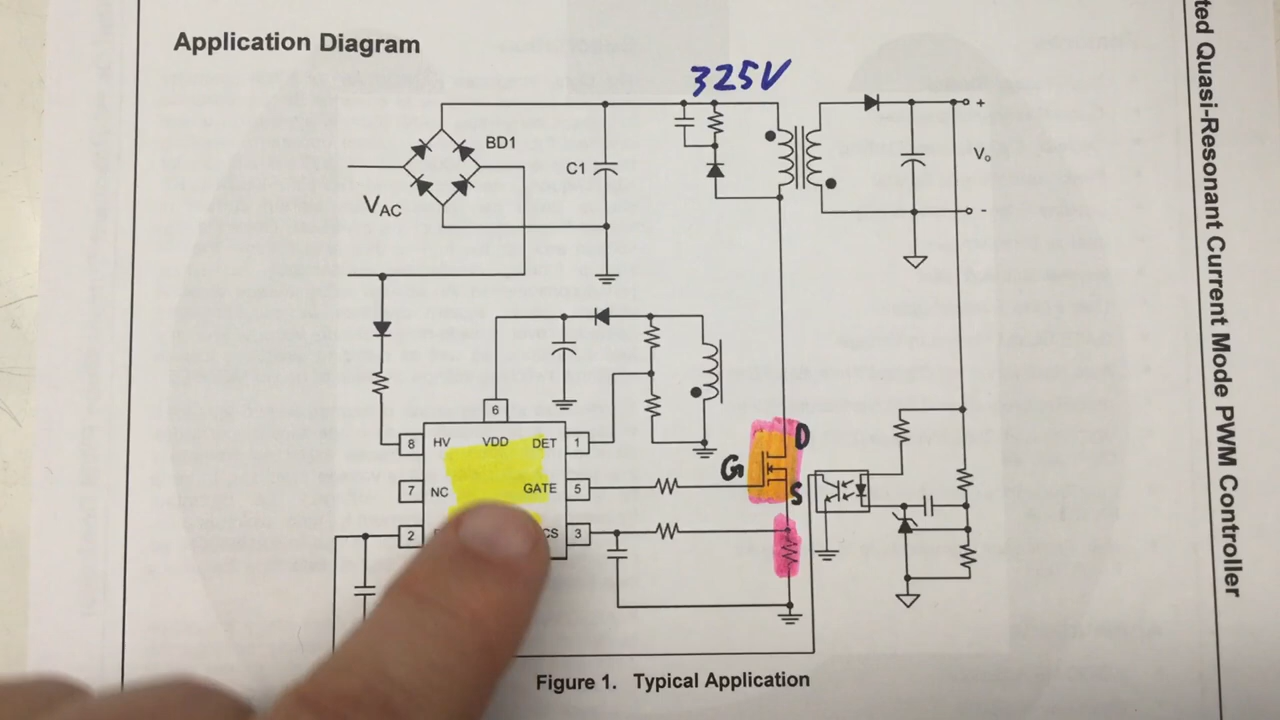 Application Diagram
325V
BD1
C1
VAC
Vo
+
-
6
8 HV VDD DET 1
7 NC GATE 5
2 CS 3
G
D
S
Figure 1. Typical Application
ted Quasi-Resonant Current Mode PWM Controller